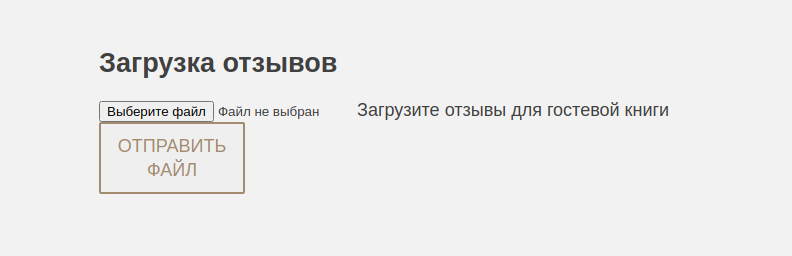 Загрузка отзывов
Выберите файл Файл не выбран Загрузите отзывы для гостевой книги
ОТПРАВИТЬ
ФАЙЛ